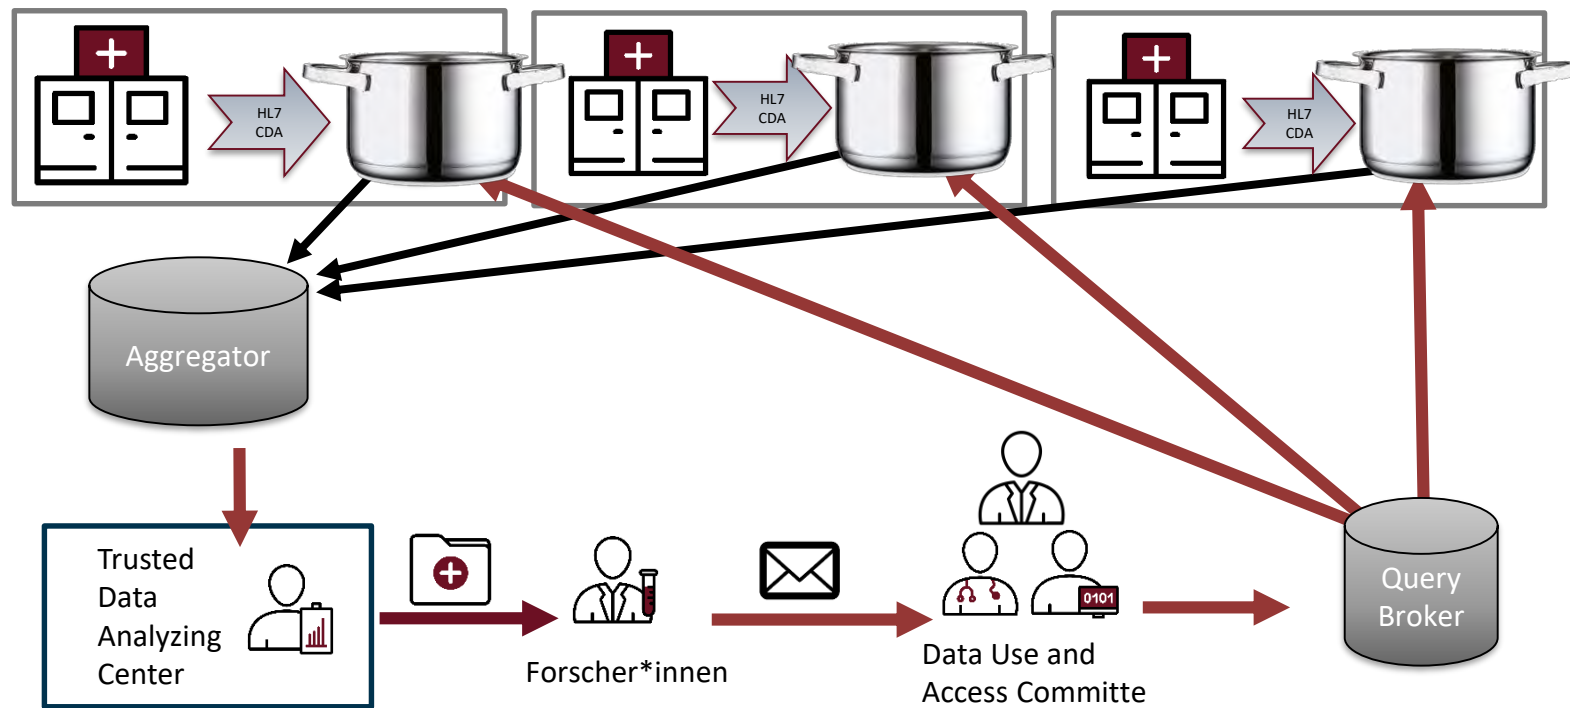 HL7
CDA
HL7
CDA
HL7
CDA
Aggregator
Trusted
Data
Analyzing
Center
Forscher*innen
0101
Data Use and
Access Committe
Query
Broker